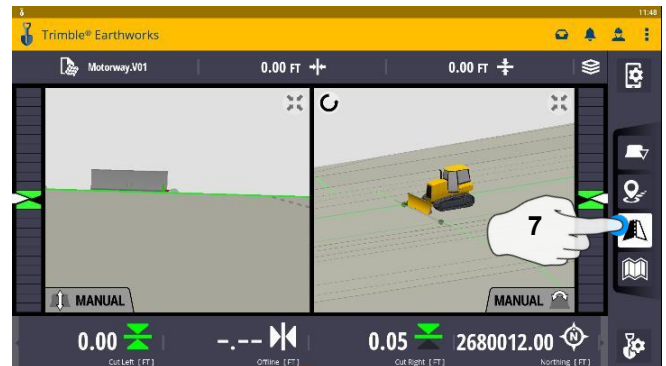 11:48
Trimble® Earthworks
Motorway.V01 0.00 FT 0.00 FT
7
MANUAL MANUAL
0.00 -.-- 0.05 2680012.00
Cut Left [FT] Offline [FT] Cut Right [FT] Northing [FT]